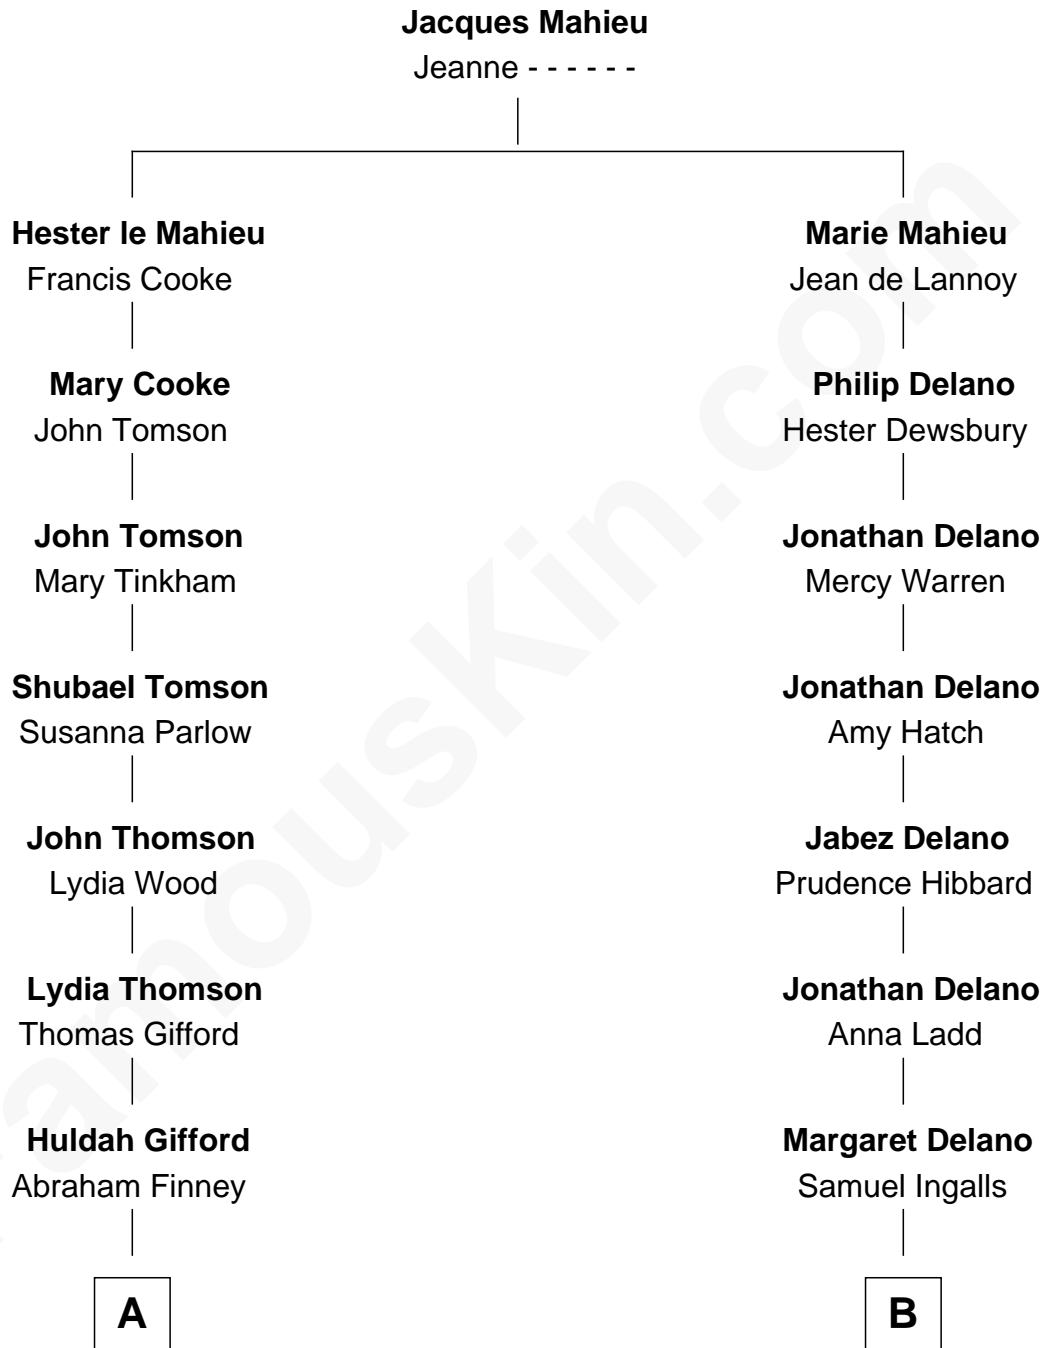 Jacques Mahieu
Jeanne - - - - - -
Hester le Mahieu
Francis Cooke
Marie Mahieu
Jean de Lannoy
Mary Cooke
John Tomson
Philip Delano
Hester Dewsbury
John Tomson
Mary Tinkham
Jonathan Delano
Mercy Warren
Shubael Tomson
Susanna Parlow
Jonathan Delano
Amy Hatch
John Thomson
Lydia Wood
Jabez Delano
Prudence Hibbard
Lydia Thomson
Thomas Gifford
Jonathan Delano
Anna Ladd
Huldah Gifford
Abraham Finney
Margaret Delano
Samuel Ingalls
A
B
FamousKin.com